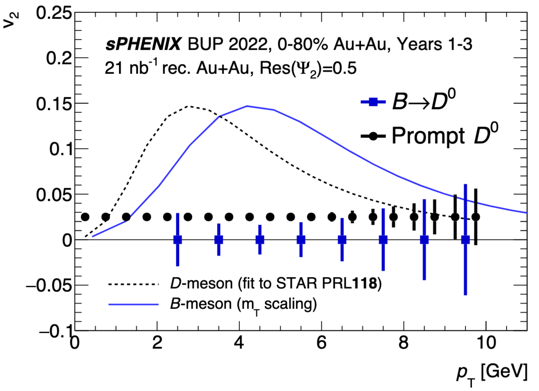 v2
0.25
0.2
0.15
0.1
0.05
0
−0.05
−0.1
sPHENIX BUP 2022, 0-80% Au+Au, Years 1-3
21 nb⁻¹ rec. Au+Au, Res(Ψ₂)=0.5
B→D⁰
Prompt D⁰
D-meson (fit to STAR PRL118)
B-meson (m_T scaling)
0 2 4 6 8 10
p_T [GeV]